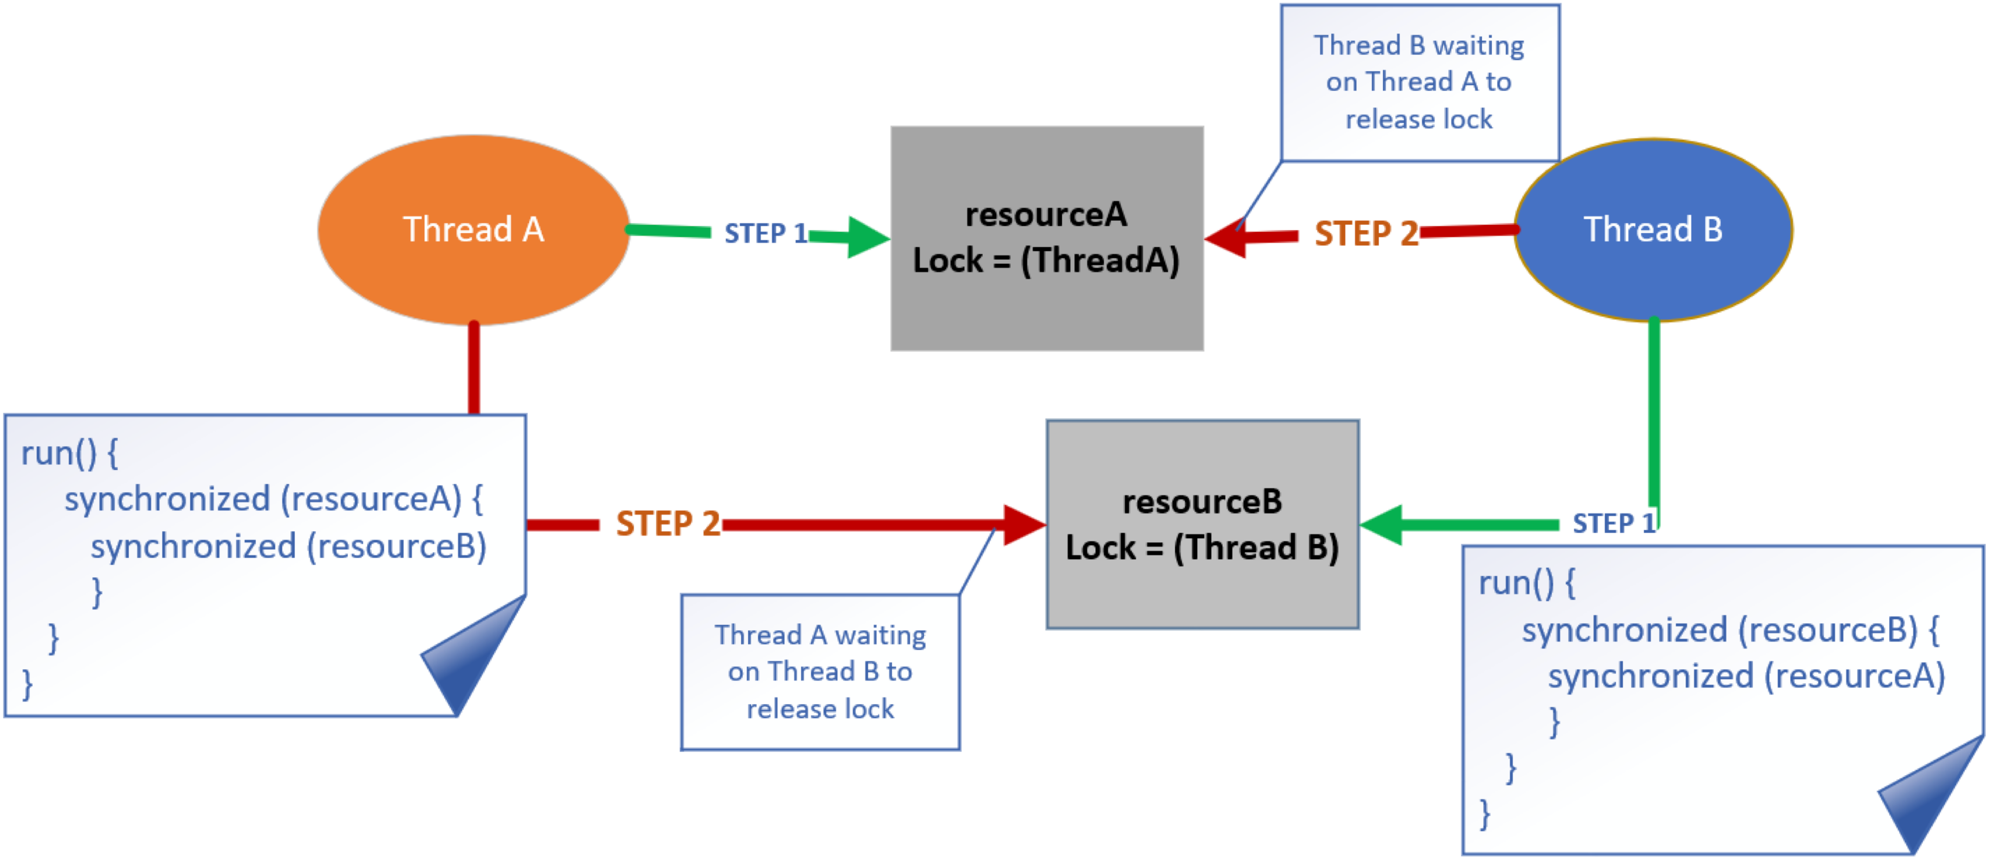 Thread B waiting
on Thread A to
release lock
Thread A
STEP 1
resourceA
Lock = (ThreadA)
STEP 2
Thread B
run() {
synchronized (resourceA) {
synchronized (resourceB)
}
}
}
STEP 2
resourceB
Lock = (Thread B)
STEP 1
Thread A waiting
on Thread B to
release lock
run() {
synchronized (resourceB) {
synchronized (resourceA)
}
}
}